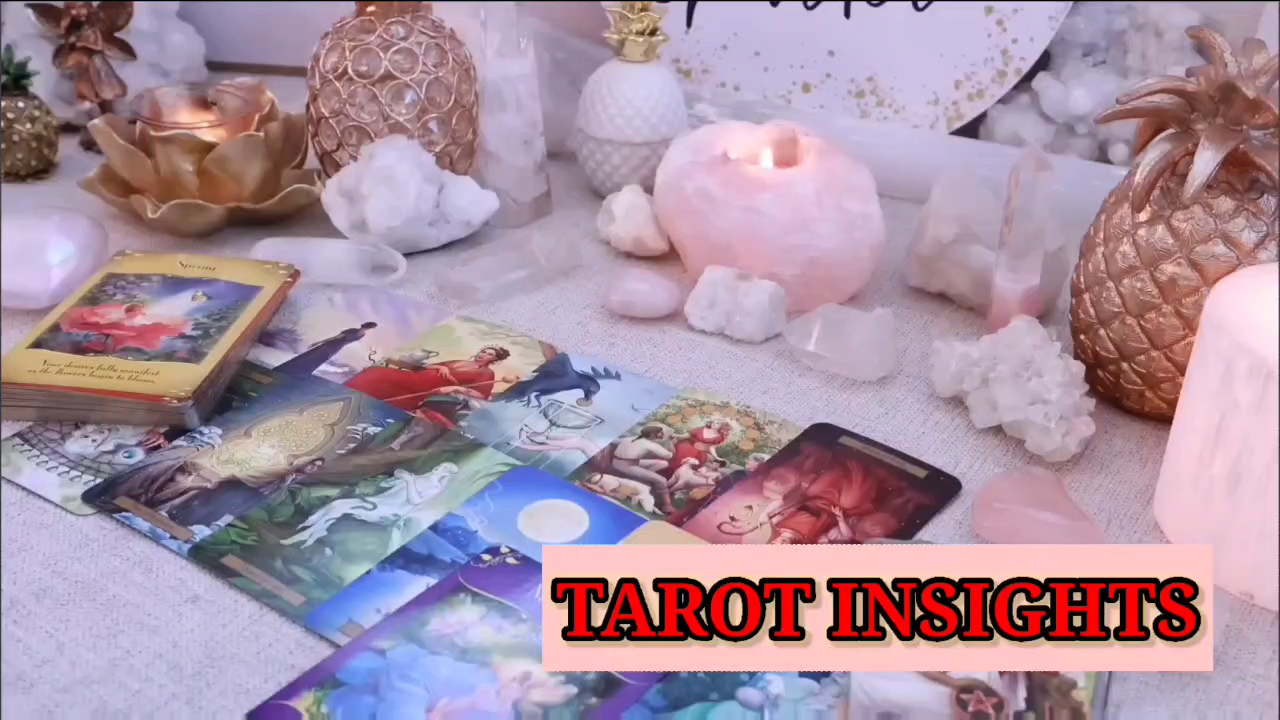 Spring
Your desires fully manifest
as the flowers begin to bloom.
TAROT INSIGHTS